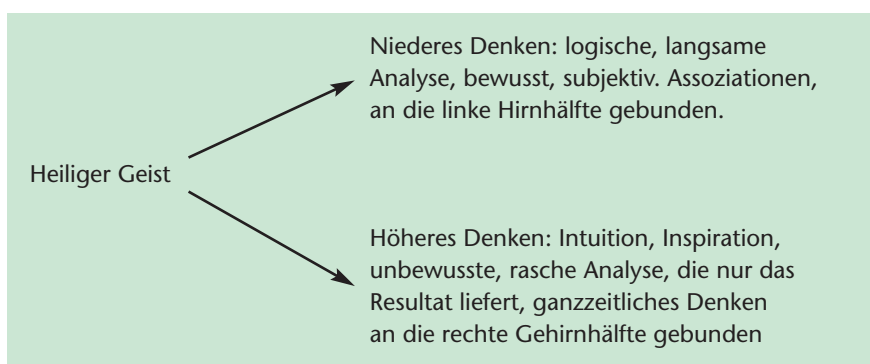 Niederes Denken: logische, langsame
Analyse, bewusst, subjektiv. Assoziationen,
an die linke Hirnhälfte gebunden.
Heiliger Geist
Höheres Denken: Intuition, Inspiration,
unbewusste, rasche Analyse, die nur das
Resultat liefert, ganzzeitliches Denken
an die rechte Gehirnhälfte gebunden